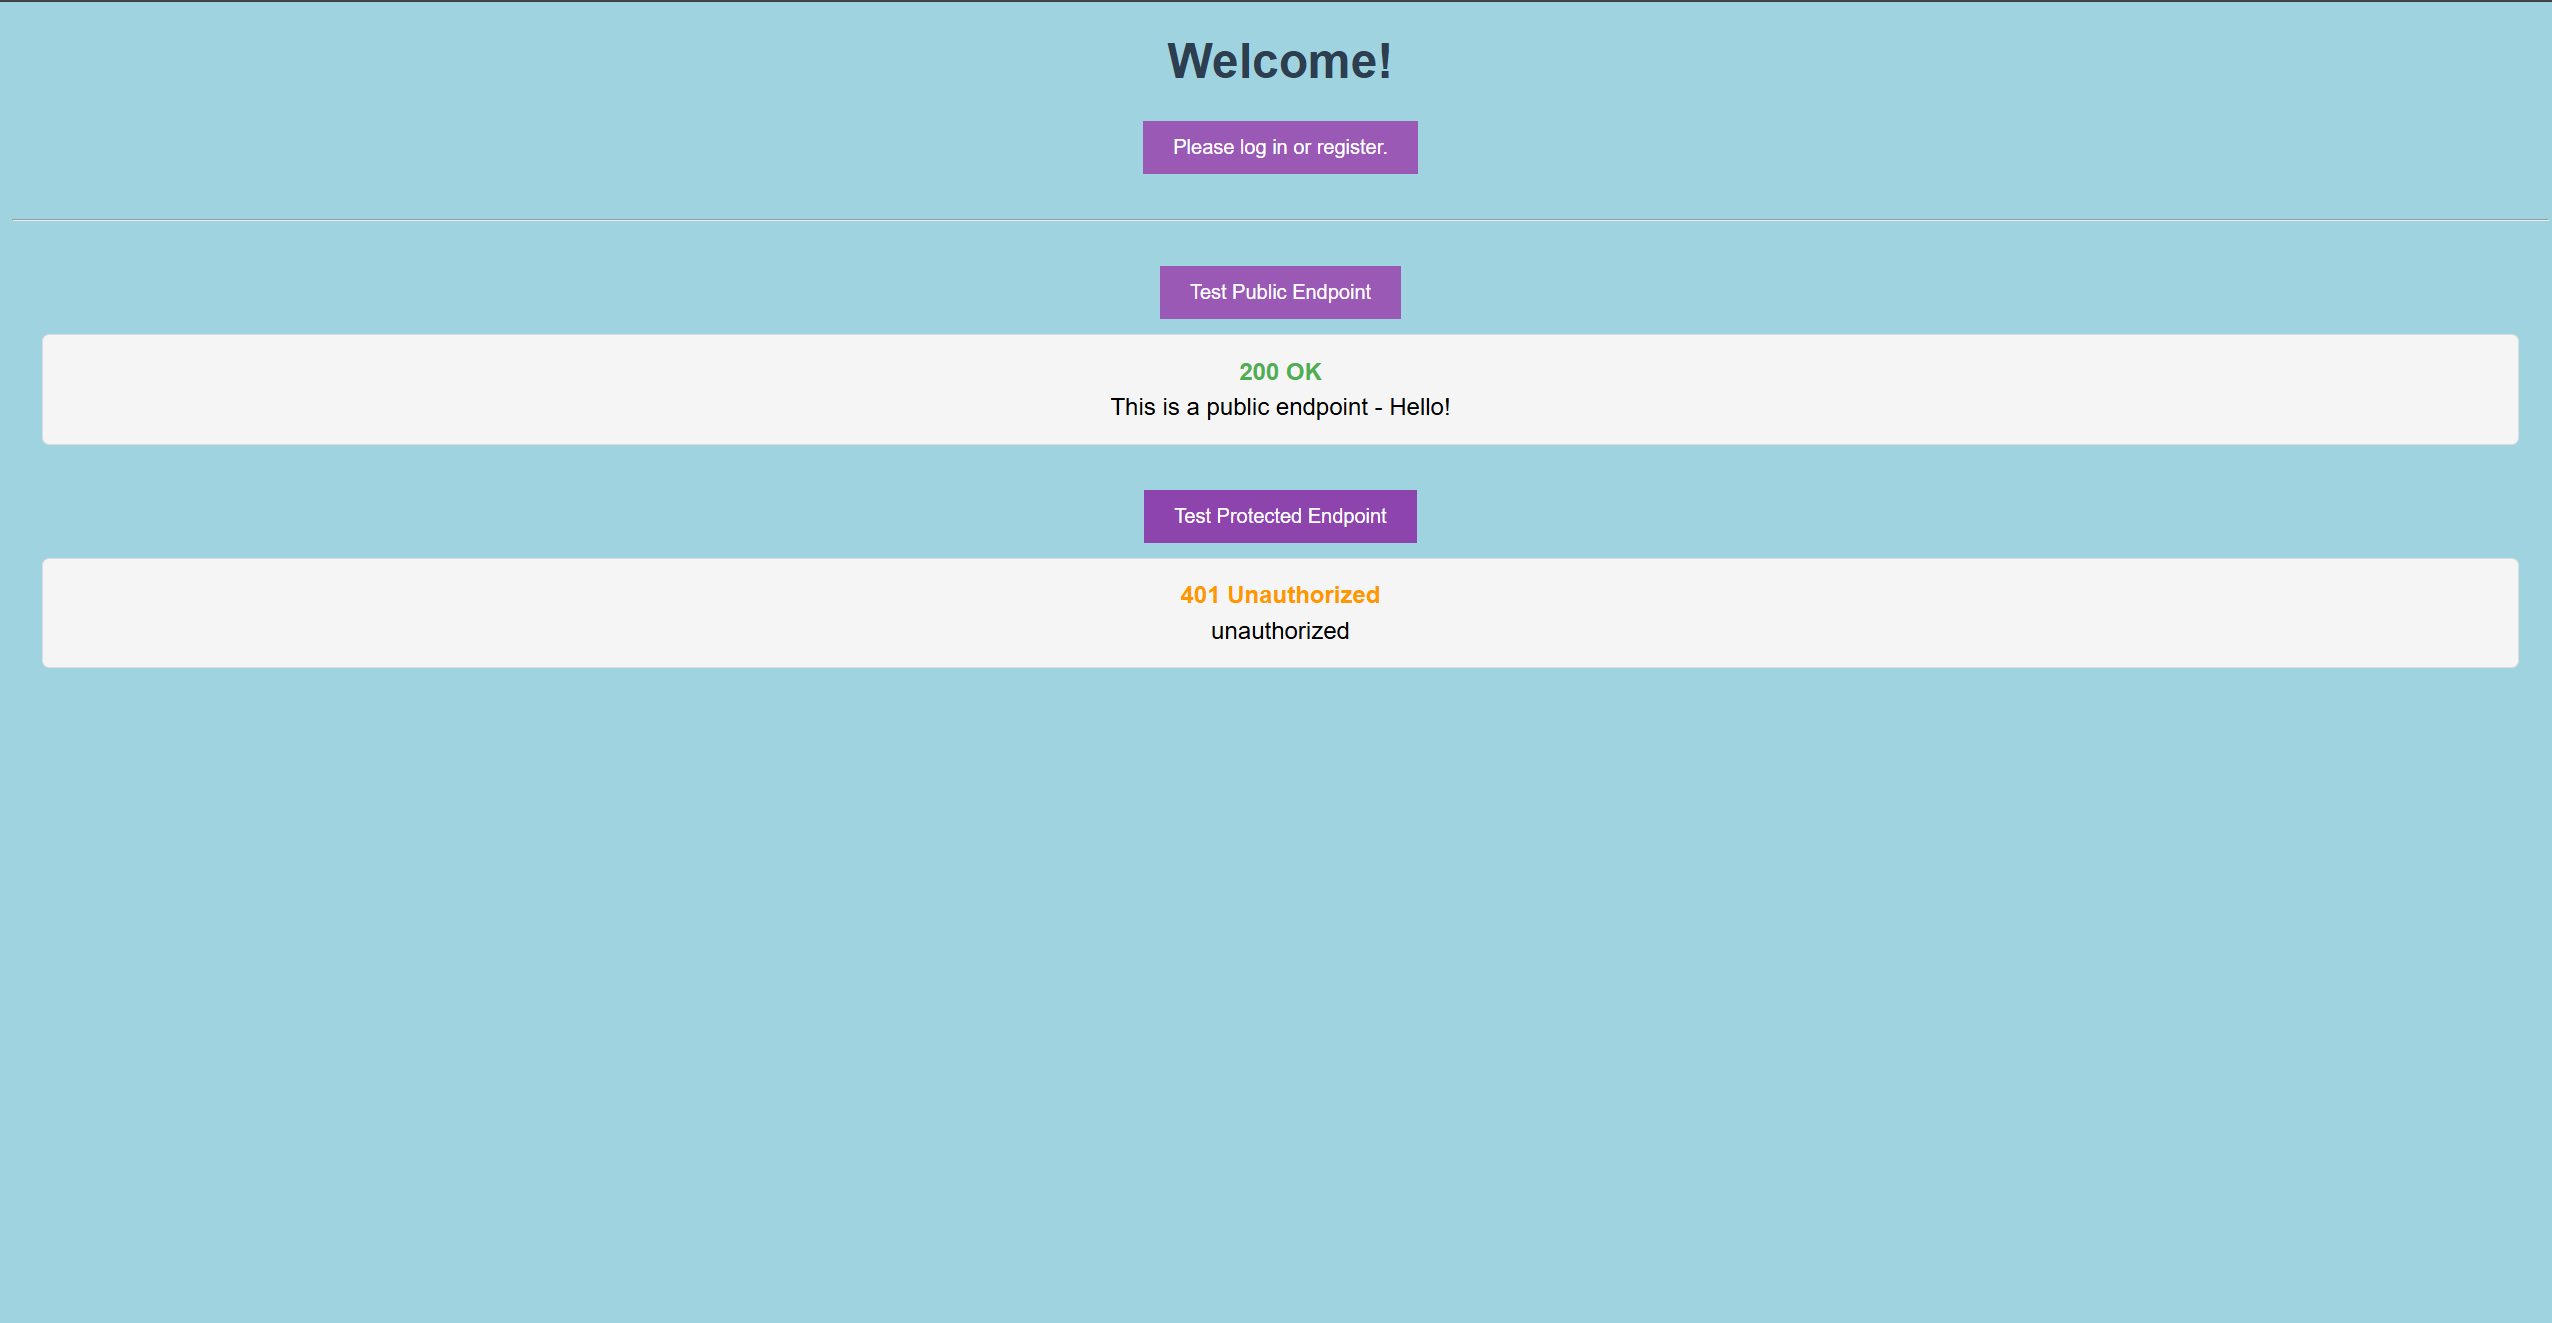 Welcome!
Please log in or register.
Test Public Endpoint
200 OK
This is a public endpoint - Hello!
Test Protected Endpoint
401 Unauthorized
unauthorized